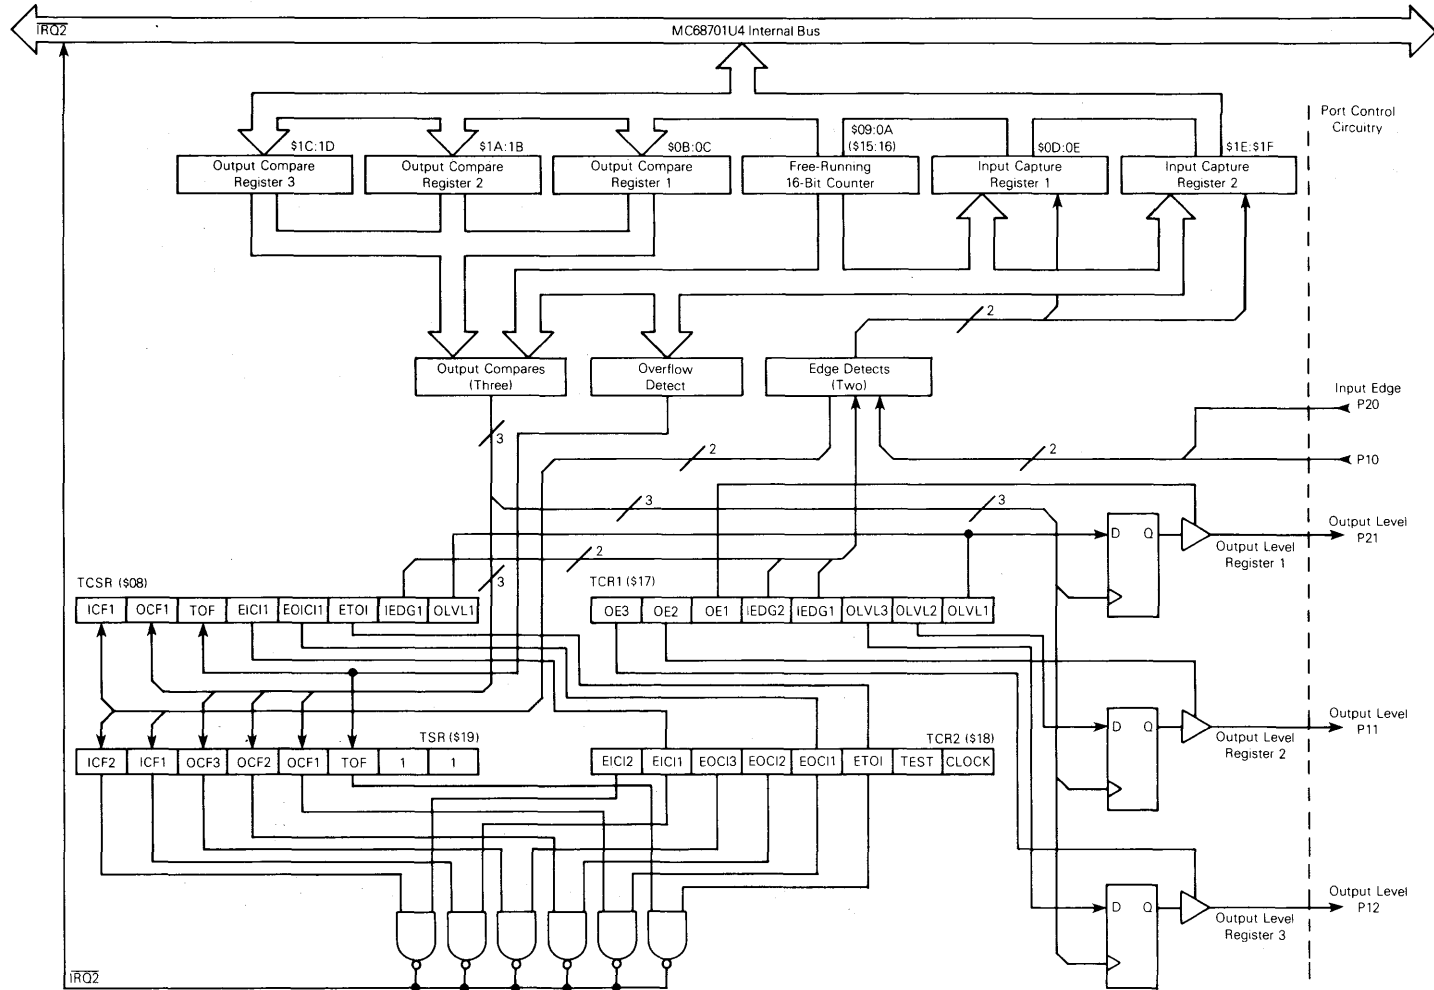 IRQ2
MC68701U4 Internal Bus
Port Control
Circuitry
$1C:1D
Output Compare
Register 3
$1A:1B
Output Compare
Register 2
$0B:0C
Output Compare
Register 1
$09:0A
($15:16)
Free-Running
16-Bit Counter
$0D:0E
Input Capture
Register 1
$1E:$1F
Input Capture
Register 2
2
Output Compares
(Three)
Overflow
Detect
Edge Detects
(Two)
Input Edge
P20
3
2
2
P10
3
3
D Q
Output Level
Register 1
Output Level
P21
2
3
TCSR ($08)
ICF1 OCF1 TOF EICI1 EOICI1 ETOI IEDG1 OLVL1
TCR1 ($17)
OE3 OE2 OE1 IEDG2 IEDG1 OLVL3 OLVL2 OLVL1
D Q
Output Level
Register 2
Output Level
P11
TSR ($19)
ICF2 ICF1 OCF3 OCF2 OCF1 TOF 1 1
TCR2 ($18)
EICI2 EICI1 EOCI3 EOCI2 EOCI1 ETOI TEST CLOCK
D Q
Output Level
Register 3
Output Level
P12
IRQ2